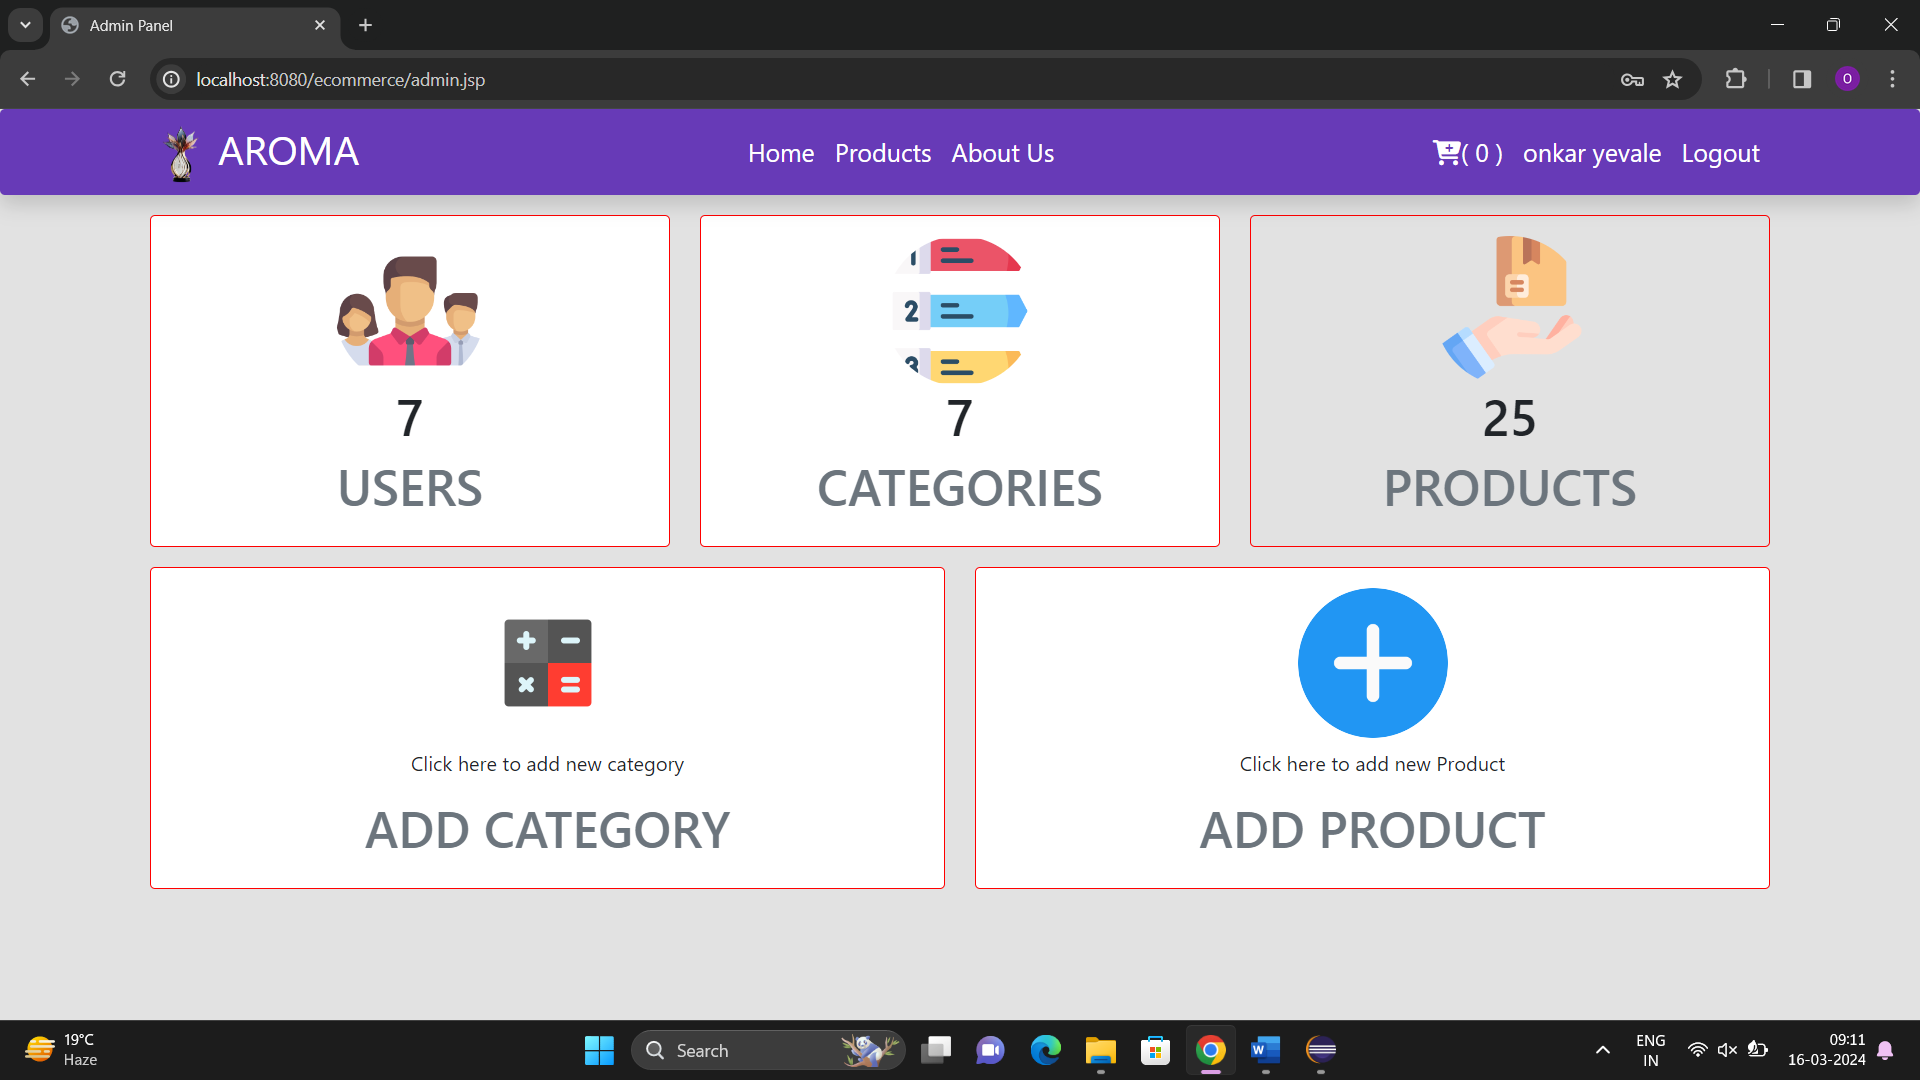 Admin Panel
localhost:8080/ecommerce/admin.jsp
O
AROMA
Home Products About Us
( 0 ) onkar yevale Logout
1
2
3
7
USERS
7
CATEGORIES
25
PRODUCTS
Click here to add new category
ADD CATEGORY
Click here to add new Product
ADD PRODUCT
19°C
Haze
Search
W
ENG
IN
09:11
16-03-2024